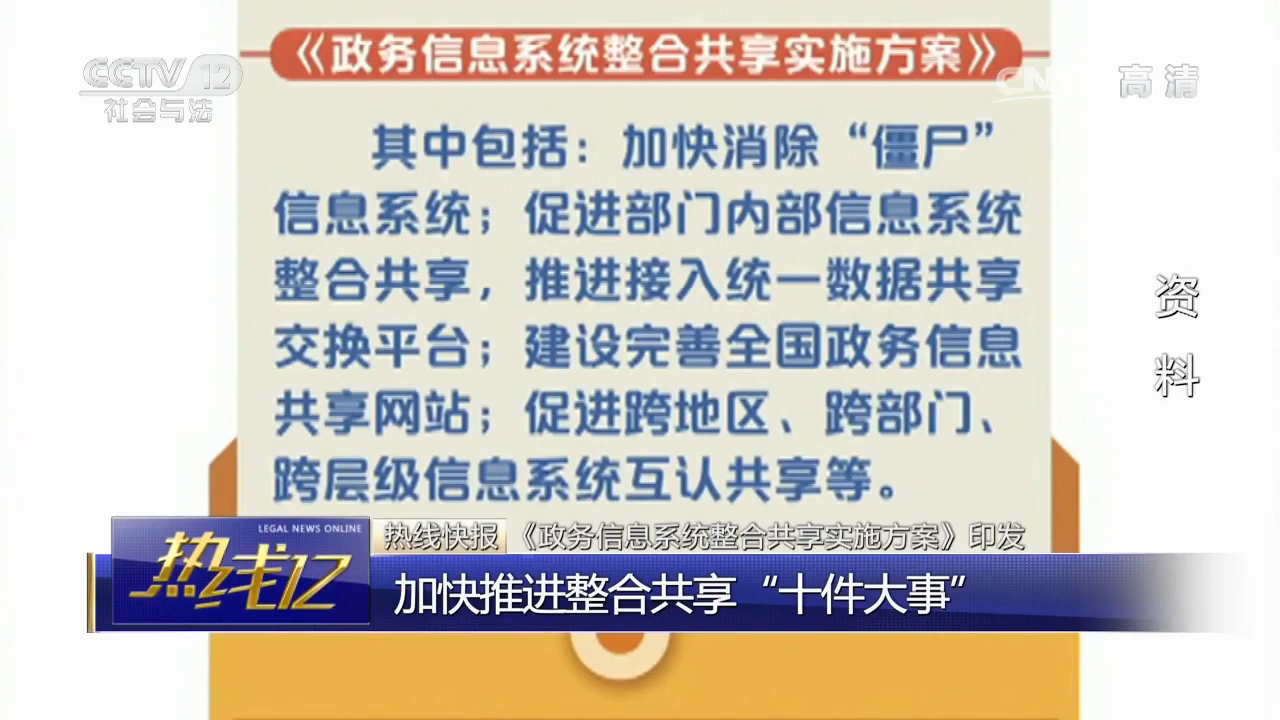 《政务信息系统整合共享实施方案》
CCTV 12
社会与法
高清
其中包括：加快消除“僵尸”
信息系统；促进部门内部信息系统
整合共享，推进接入统一数据共享
交换平台；建设完善全国政务信息
共享网站；促进跨地区、跨部门、
跨层级信息系统互认共享等。
资料
LEGAL NEWS ONLINE
热线12
热线快报
《政务信息系统整合共享实施方案》印发
加快推进整合共享“十件大事”